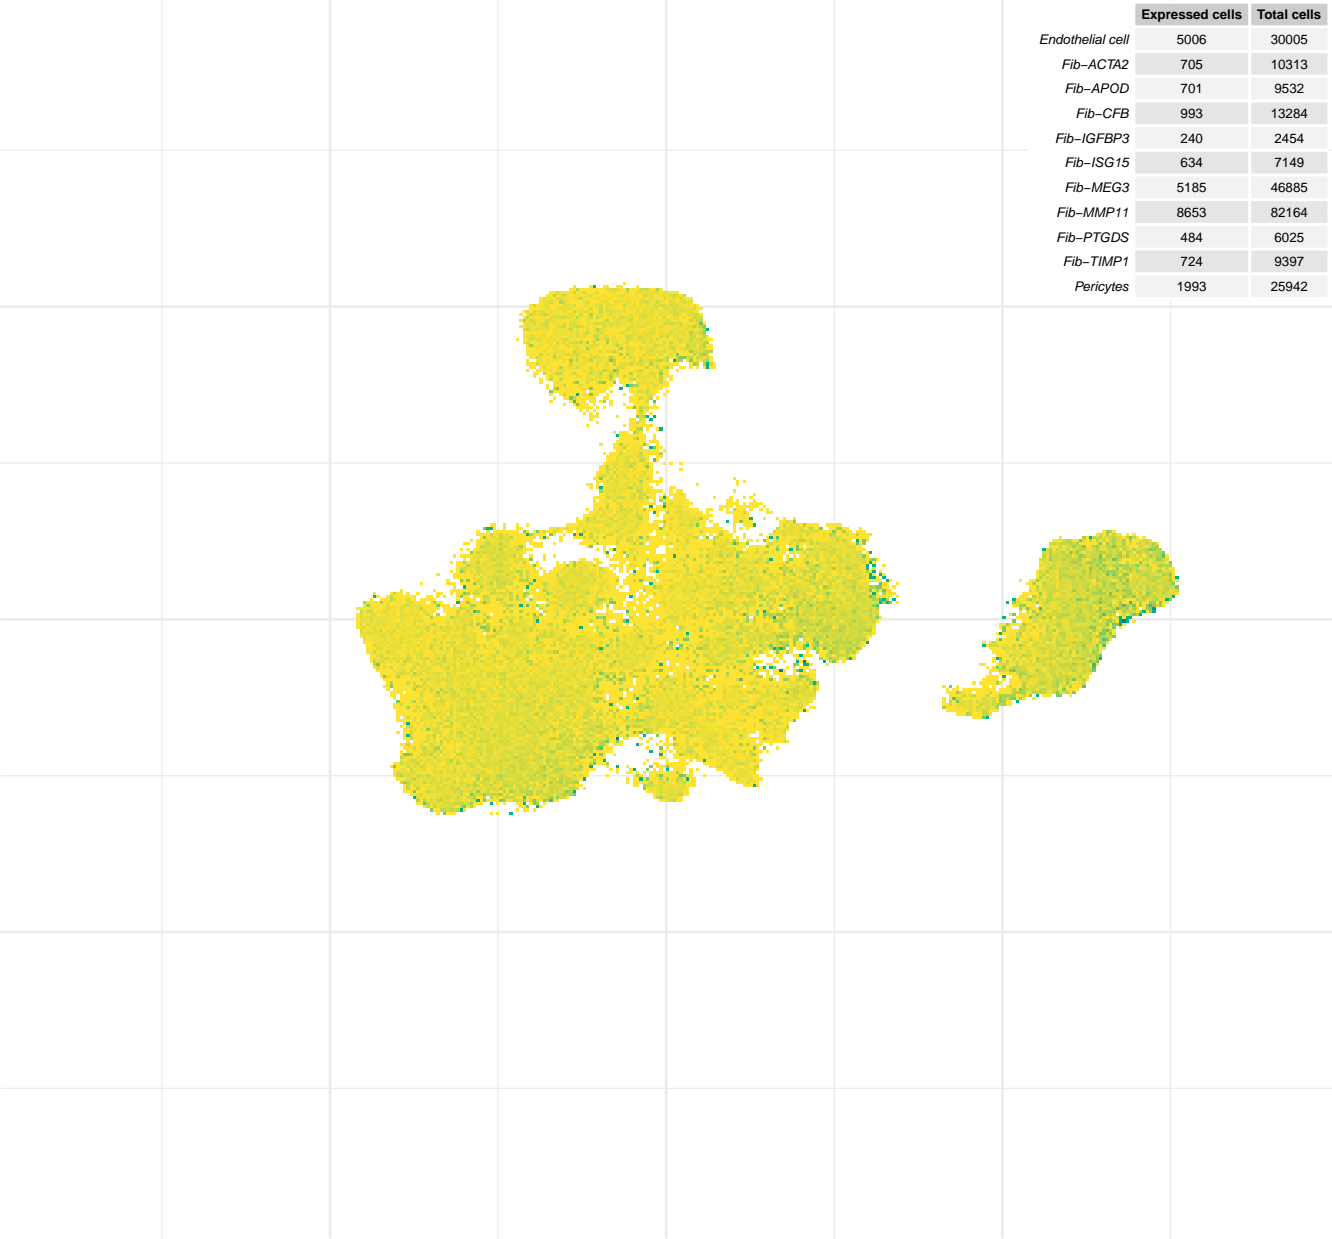 Expressed cells Total cells
Endothelial cell 5006 30005
Fib−ACTA2 705 10313
Fib−APOD 701 9532
Fib−CFB 993 13284
Fib−IGFBP3 240 2454
Fib−ISG15 634 7149
Fib−MEG3 5185 46885
Fib−MMP11 8653 82164
Fib−PTGDS 484 6025
Fib−TIMP1 724 9397
Pericytes 1993 25942